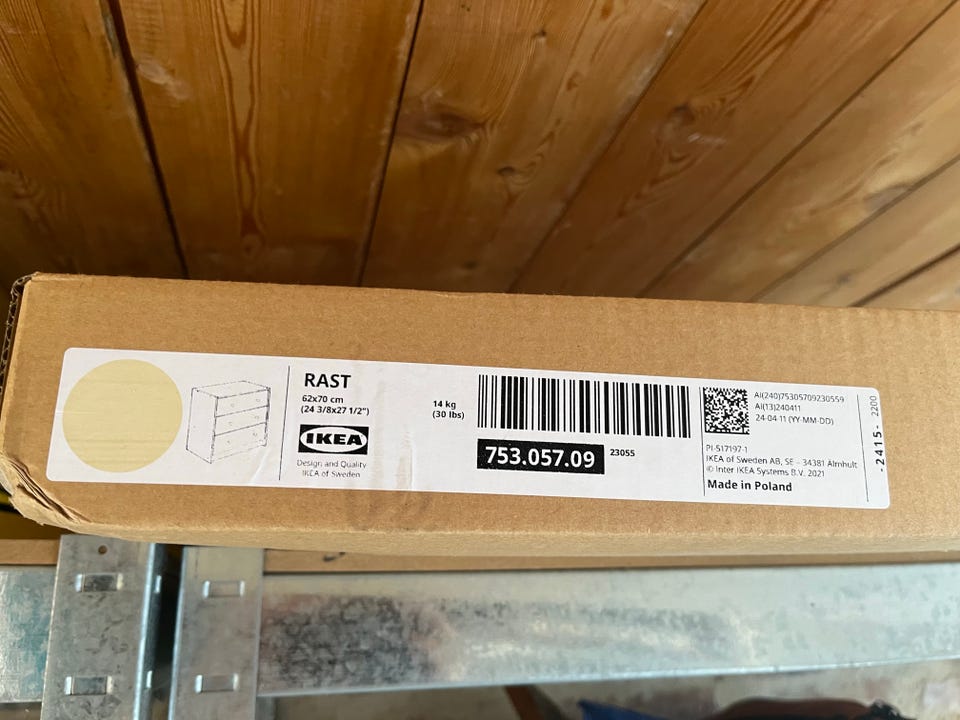 RAST
62x70 cm
(24 3/8x27 1/2")
14 kg
(30 lbs)
IKEA
Design and Quality
IKEA of Sweden
753.057.09
23055
AI(240)75305709230559
AI(13)240411
24-04-11 (YY-MM-DD)
PI-517197-1
IKEA of Sweden AB, SE - 34381 Älmhult
© Inter IKEA Systems B.V. 2021
Made in Poland
-2415- 2200